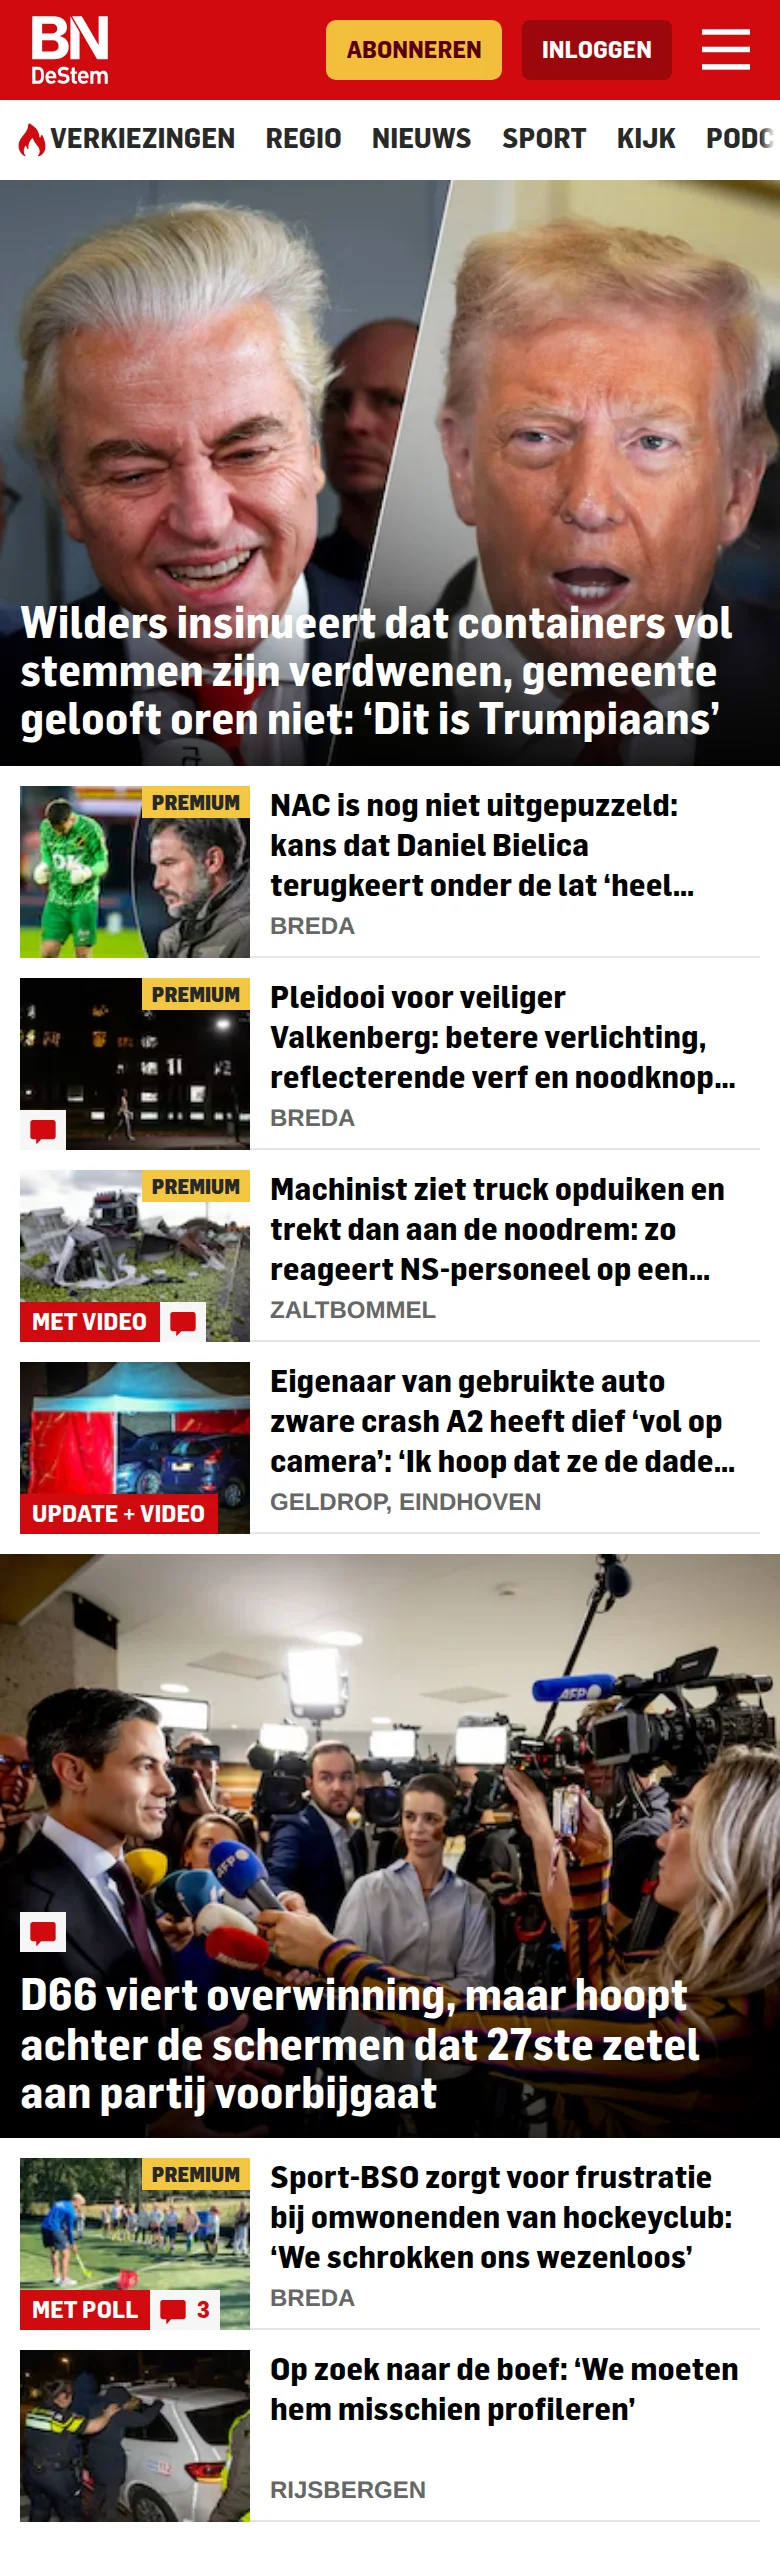 BN
DeStem
ABONNEREN
INLOGGEN
VERKIEZINGEN REGIO NIEUWS SPORT KIJK PODC
Wilders insinueert dat containers vol
stemmen zijn verdwenen, gemeente
gelooft oren niet: ‘Dit is Trumpiaans’
PREMIUM
NAC is nog niet uitgepuzzeld:
kans dat Daniel Bielica
terugkeert onder de lat ‘heel...
BREDA
PREMIUM
Pleidooi voor veiliger
Valkenberg: betere verlichting,
reflecterende verf en noodknop...
BREDA
PREMIUM
MET VIDEO
Machinist ziet truck opduiken en
trekt dan aan de noodrem: zo
reageert NS-personeel op een...
ZALTBOMMEL
UPDATE + VIDEO
Eigenaar van gebruikte auto
zware crash A2 heeft dief ‘vol op
camera’: ‘Ik hoop dat ze de dade...
GELDROP, EINDHOVEN
AFP
AFP
D66 viert overwinning, maar hoopt
achter de schermen dat 27ste zetel
aan partij voorbijgaat
PREMIUM
MET POLL
3
Sport-BSO zorgt voor frustratie
bij omwonenden van hockeyclub:
‘We schrokken ons wezenloos’
BREDA
Op zoek naar de boef: ‘We moeten
hem misschien profileren’
RIJSBERGEN